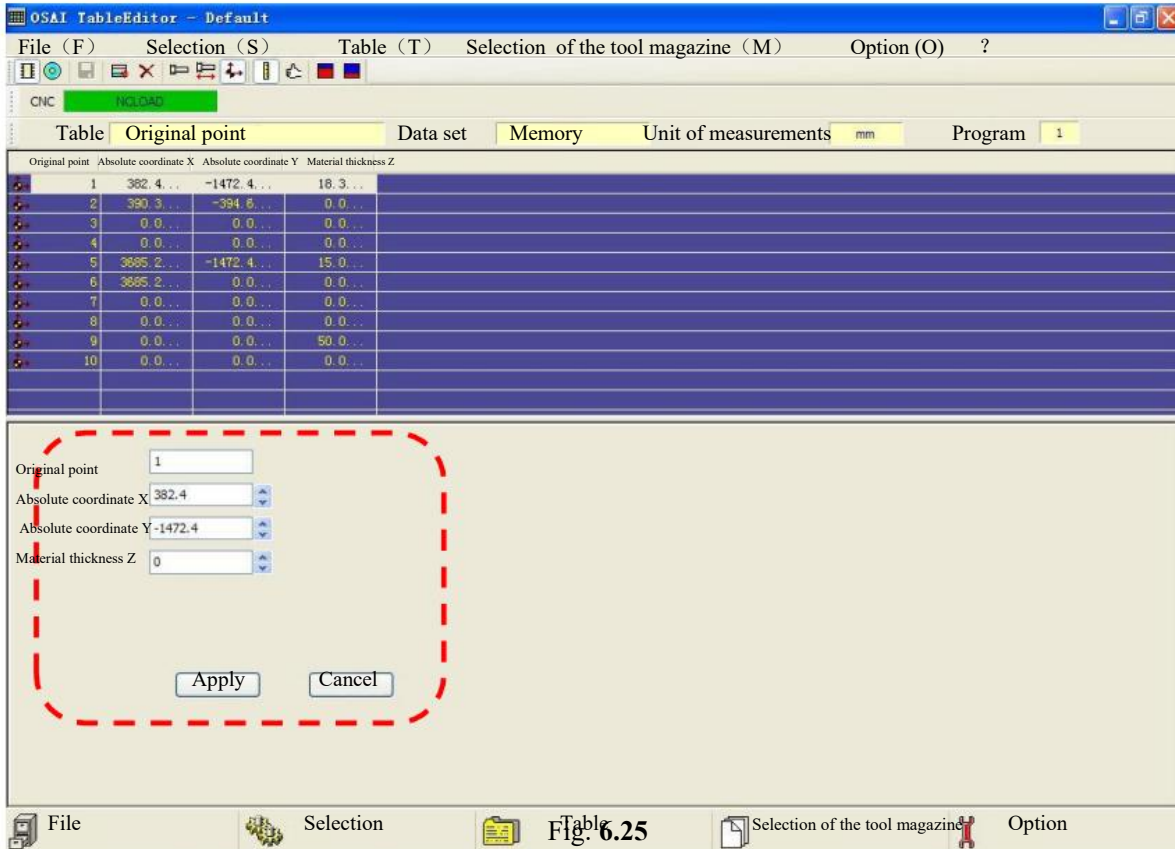 OSAI TableEditor - Default
File（F） Selection（S） Table（T） Selection of the tool magazine（M） Option (O) ?
CNC NCLOAD
Table Original point Data set Memory Unit of measurements mm Program 1
Original point Absolute coordinate X Absolute coordinate Y Material thickness Z
1 382.4... -1472.4... 18.3...
2 390.3... -394.6... 0.0...
3 0.0... 0.0... 0.0...
4 0.0... 0.0... 0.0...
5 3685.2... -1472.4... 15.0...
6 3685.2... 0.0... 0.0...
7 0.0... 0.0... 0.0...
8 0.0... 0.0... 0.0...
9 0.0... 0.0... 50.0...
10 0.0... 0.0... 0.0...
Original point 1
Absolute coordinate X 382.4
Absolute coordinate Y -1472.4
Material thickness Z 0
Apply Cancel
File Selection Table Selection of the tool magazine Option
Fig. 6.25